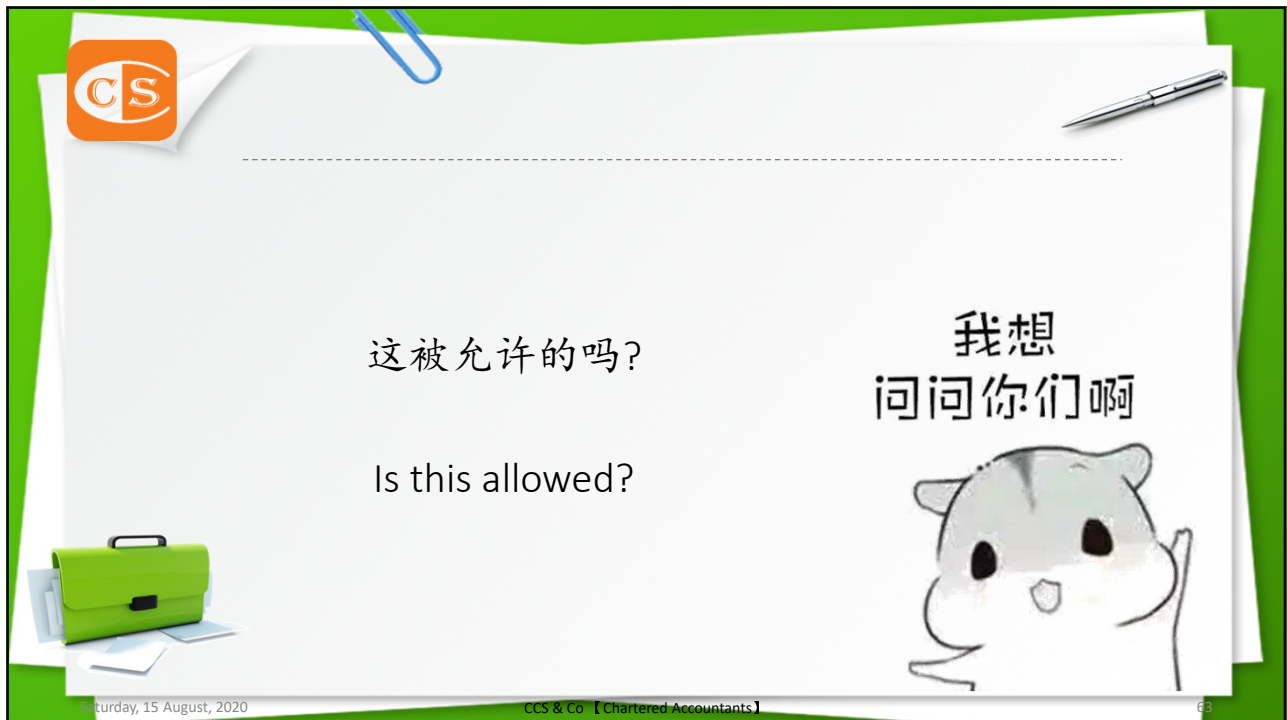 CS
我想
问问你们啊
这被允许的吗?
Is this allowed?
Saturday, 15 August, 2020
CCS & Co【Chartered Accountants】
63